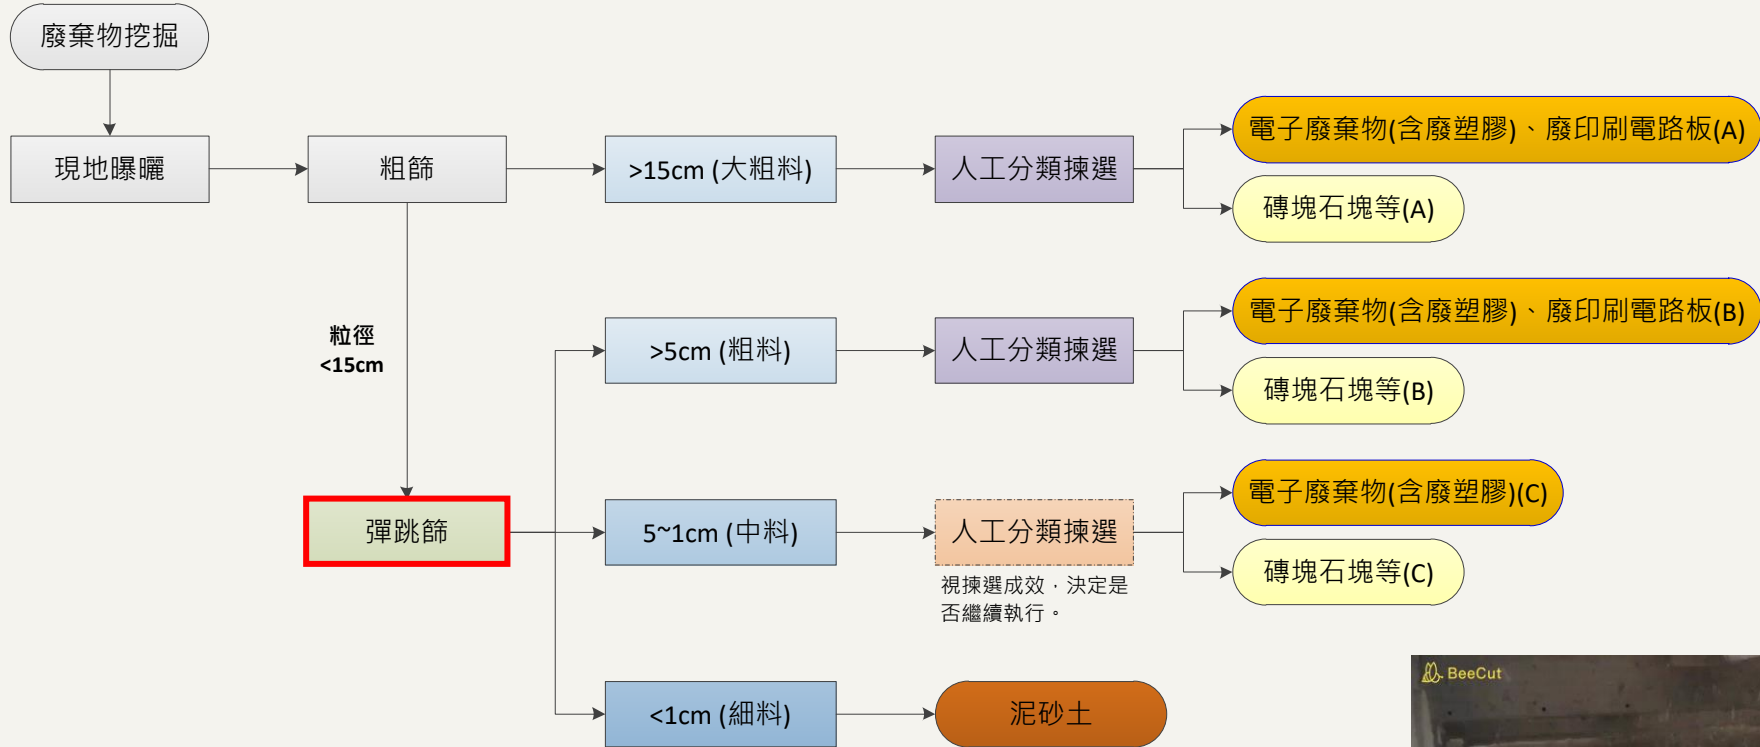 廢棄物挖掘
現地曝曬
粗篩
>15cm (大粗料)
人工分類揀選
電子廢棄物(含廢塑膠)、廢印刷電路板(A)
磚塊石塊等(A)
粒徑
<15cm
>5cm (粗料)
人工分類揀選
電子廢棄物(含廢塑膠)、廢印刷電路板(B)
磚塊石塊等(B)
彈跳篩
5~1cm (中料)
人工分類揀選
視揀選成效，決定是
否繼續執行。
電子廢棄物(含廢塑膠)(C)
磚塊石塊等(C)
<1cm (細料)
泥砂土
BeeCut